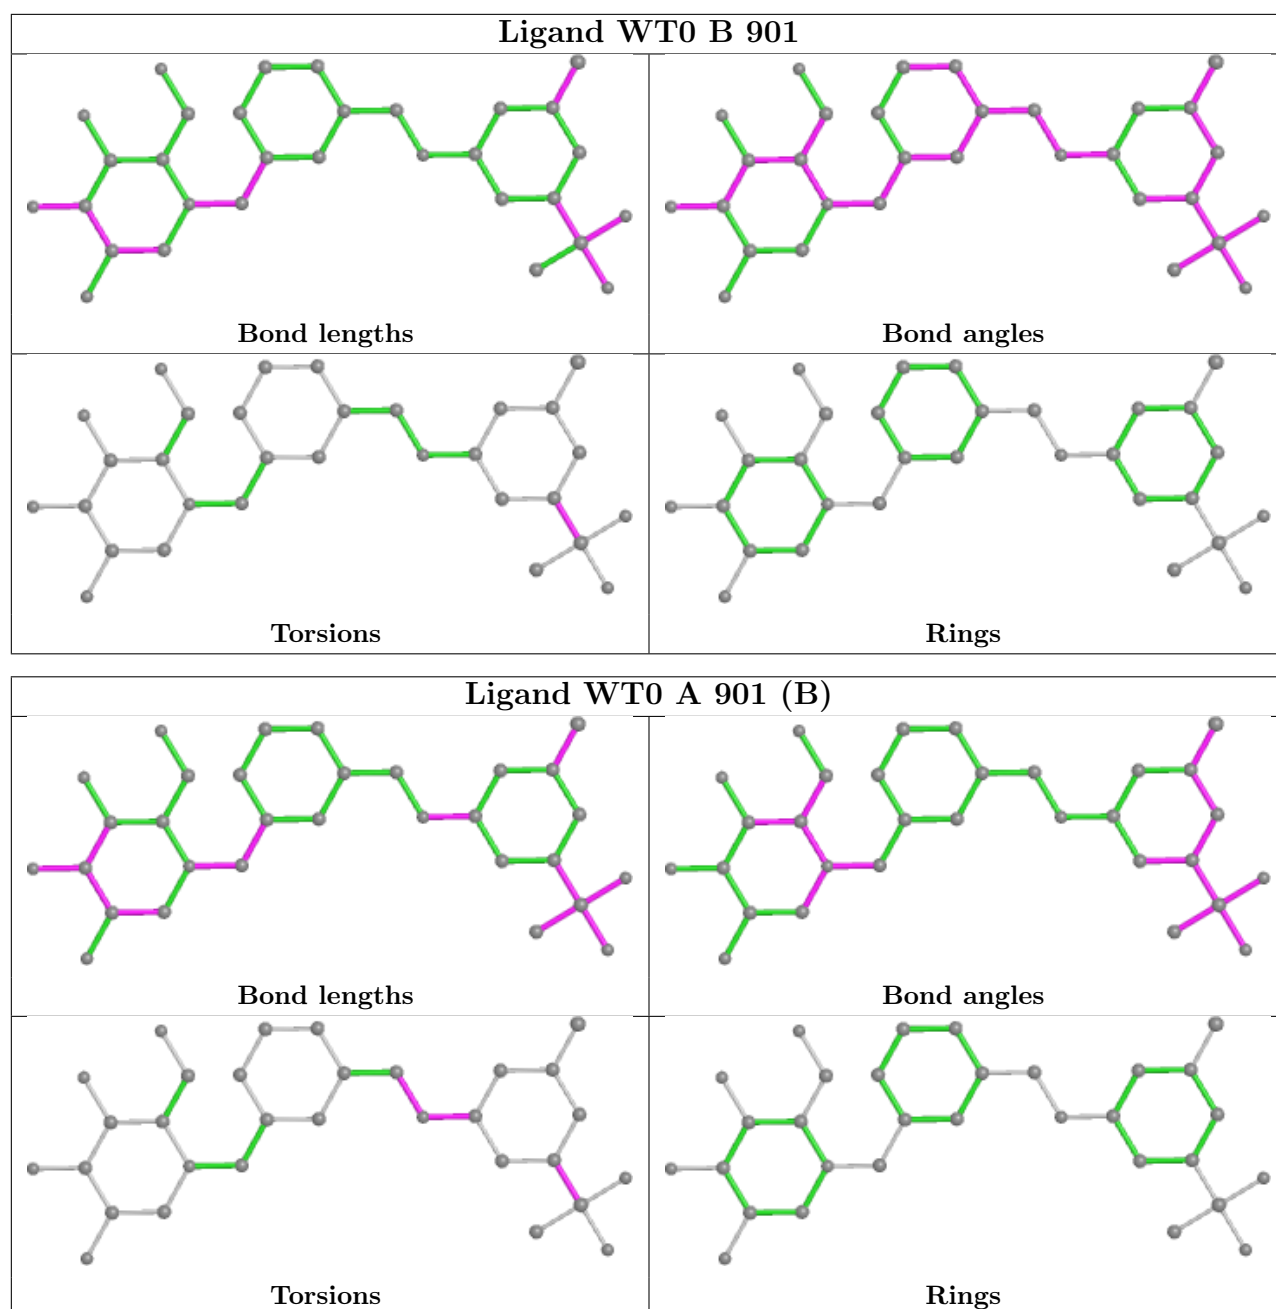 Ligand WT0 B 901
Bond lengths
Bond angles
Torsions
Rings
Ligand WT0 A 901 (B)
Bond lengths
Bond angles
Torsions
Rings